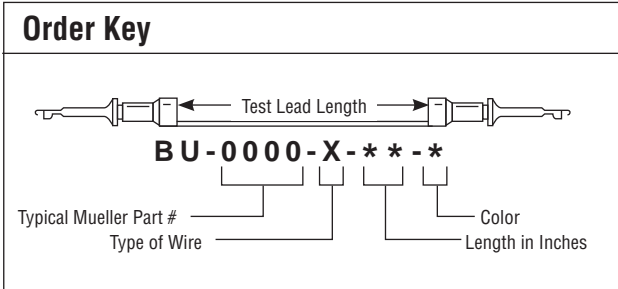 Order Key
Test Lead Length
BU-0000-X-**-*
Typical Mueller Part #
Color
Type of Wire
Length in Inches